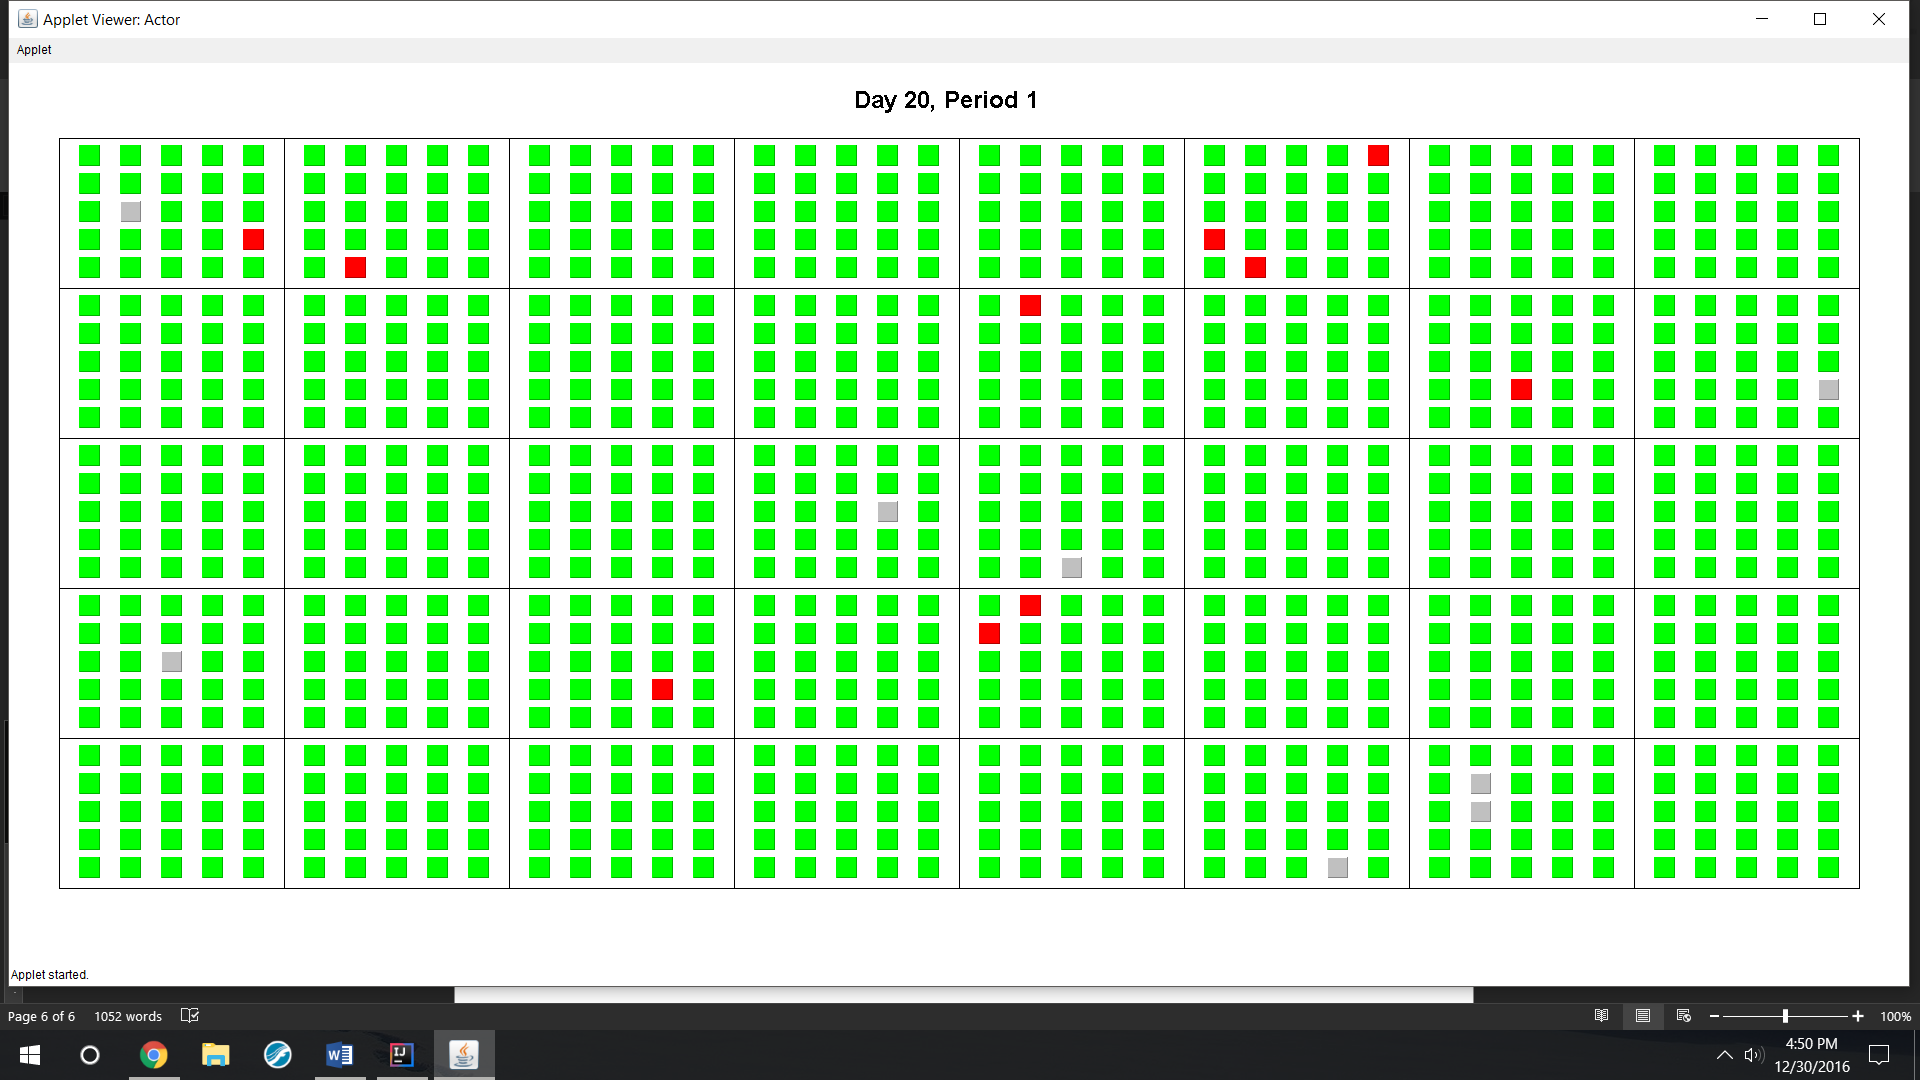 Applet Viewer: Actor
Applet
Day 20, Period 1
Applet started.
Page 6 of 6 1052 words 100%
4:50 PM
12/30/2016